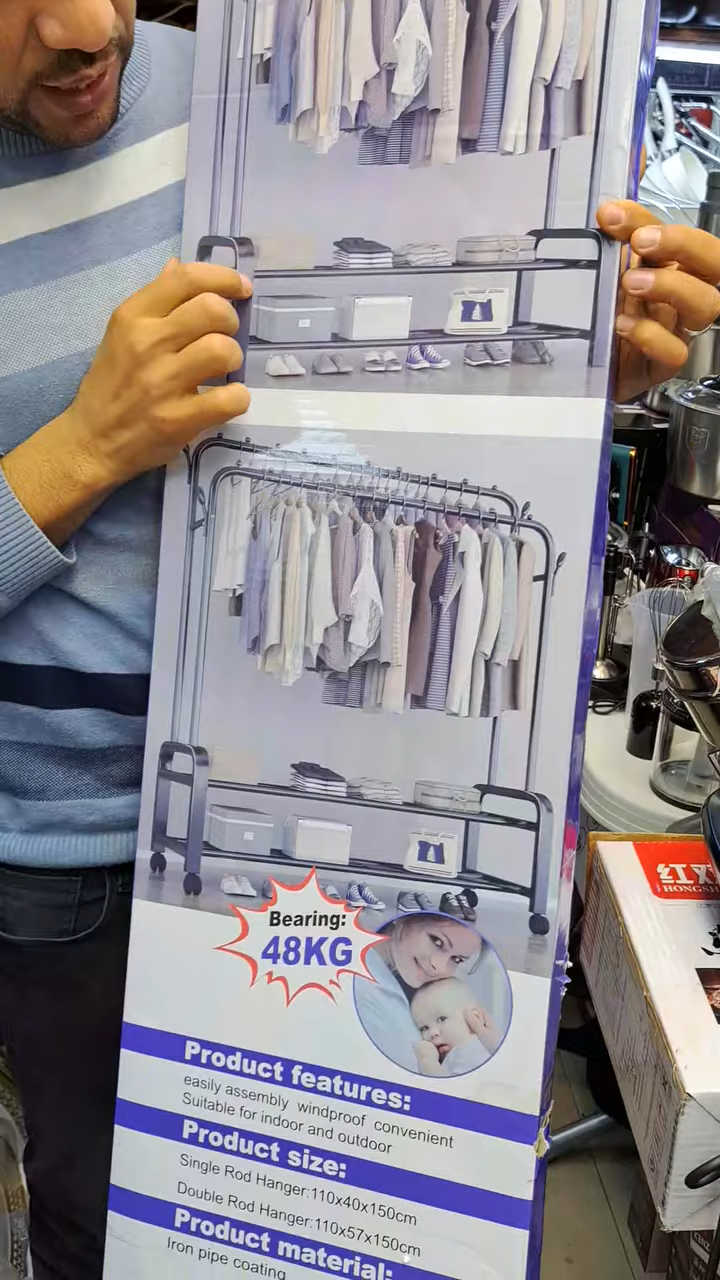 Bearing:
48KG
Product features:
easily assembly windproof convenient
Suitable for indoor and outdoor
Product size:
Single Rod Hanger:110x40x150cm
Double Rod Hanger:110x57x150cm
Product material:
Iron pipe coating